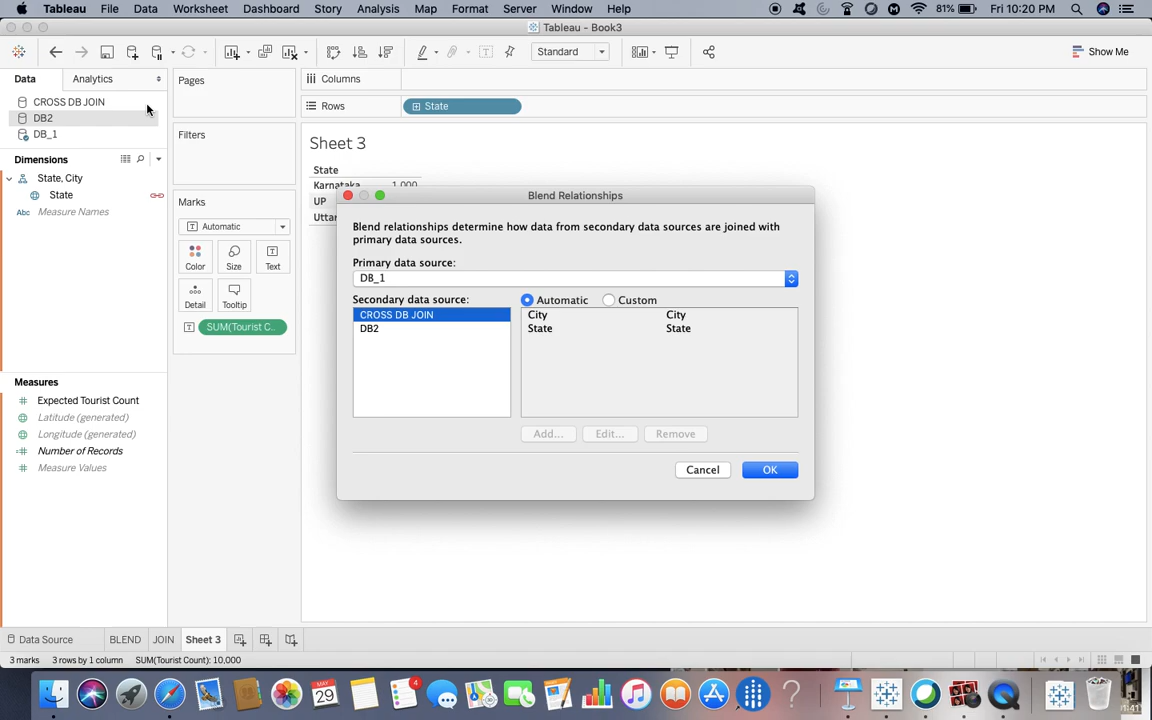 Tableau File Data Worksheet Dashboard Story Analysis Map Format Server Window Help 81% Fri 10:20 PM
Tableau - Book3
Standard Show Me
Data Analytics Pages Columns
CROSS DB JOIN
DB2
DB_1
Rows State
Filters
Sheet 3
Dimensions
State, City
State
Abc Measure Names
State
Karnataka 1,000
UP
Uttar
Marks
Automatic
Color Size Text
Detail Tooltip
SUM(Tourist C..
Blend Relationships
Blend relationships determine how data from secondary data sources are joined with
primary data sources.
Primary data source:
DB_1
Secondary data source: Automatic Custom
CROSS DB JOIN City City
DB2 State State
Add... Edit... Remove
Cancel OK
Measures
Expected Tourist Count
Latitude (generated)
Longitude (generated)
Number of Records
Measure Values
Data Source BLEND JOIN Sheet 3
3 marks 3 rows by 1 column SUM(Tourist Count): 10,000